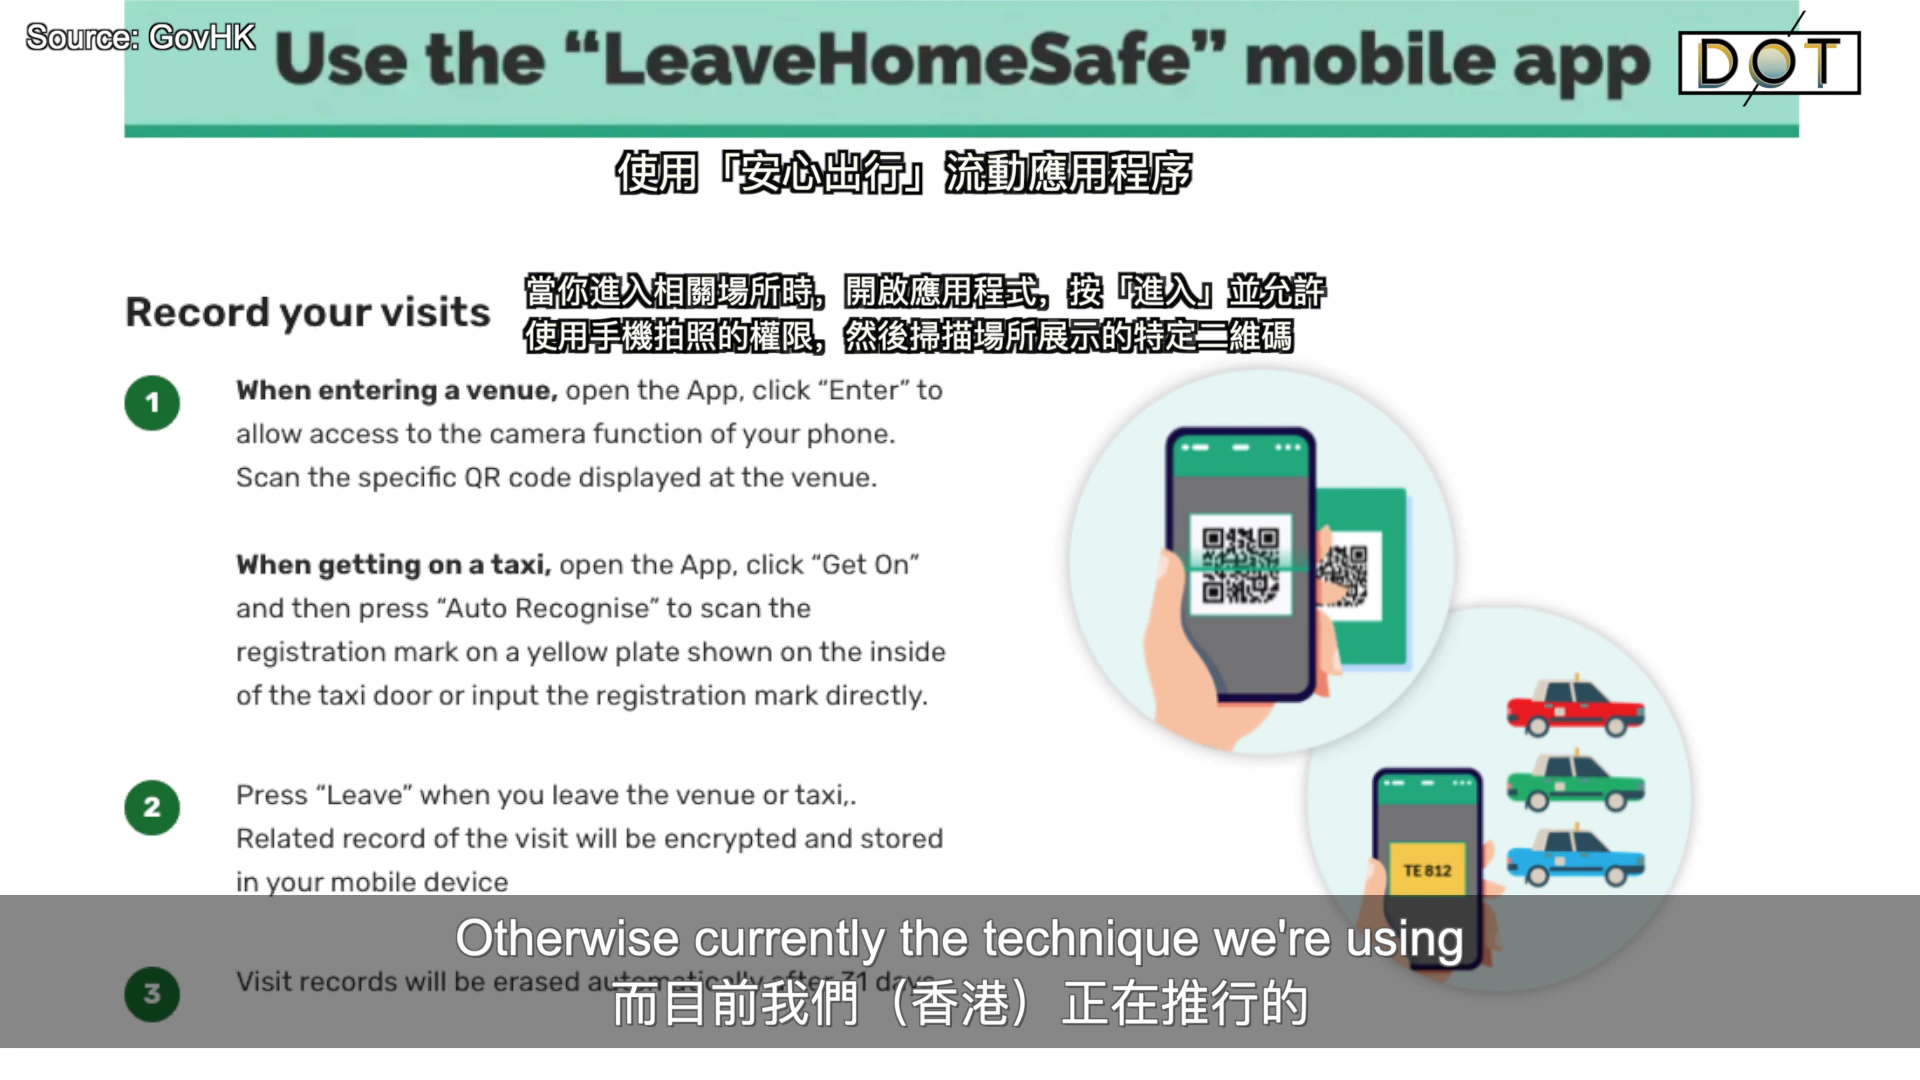 Source: GovHK
Use the “LeaveHomeSafe” mobile app
DOT
使用「安心出行」流動應用程序
Record your visits
當你進入相關場所時，開啟應用程式，按「進入」並允許
使用手機拍照的權限，然後掃描場所展示的特定二維碼
1
When entering a venue, open the App, click “Enter” to
allow access to the camera function of your phone.
Scan the specific QR code displayed at the venue.
When getting on a taxi, open the App, click “Get On”
and then press “Auto Recognise” to scan the
registration mark on a yellow plate shown on the inside
of the taxi door or input the registration mark directly.
2
Press “Leave” when you leave the venue or taxi,.
Related record of the visit will be encrypted and stored
in your mobile device
TE 812
3
Visit records will be erased automatically after 31 days
Otherwise currently the technique we're using
而目前我們（香港）正在推行的